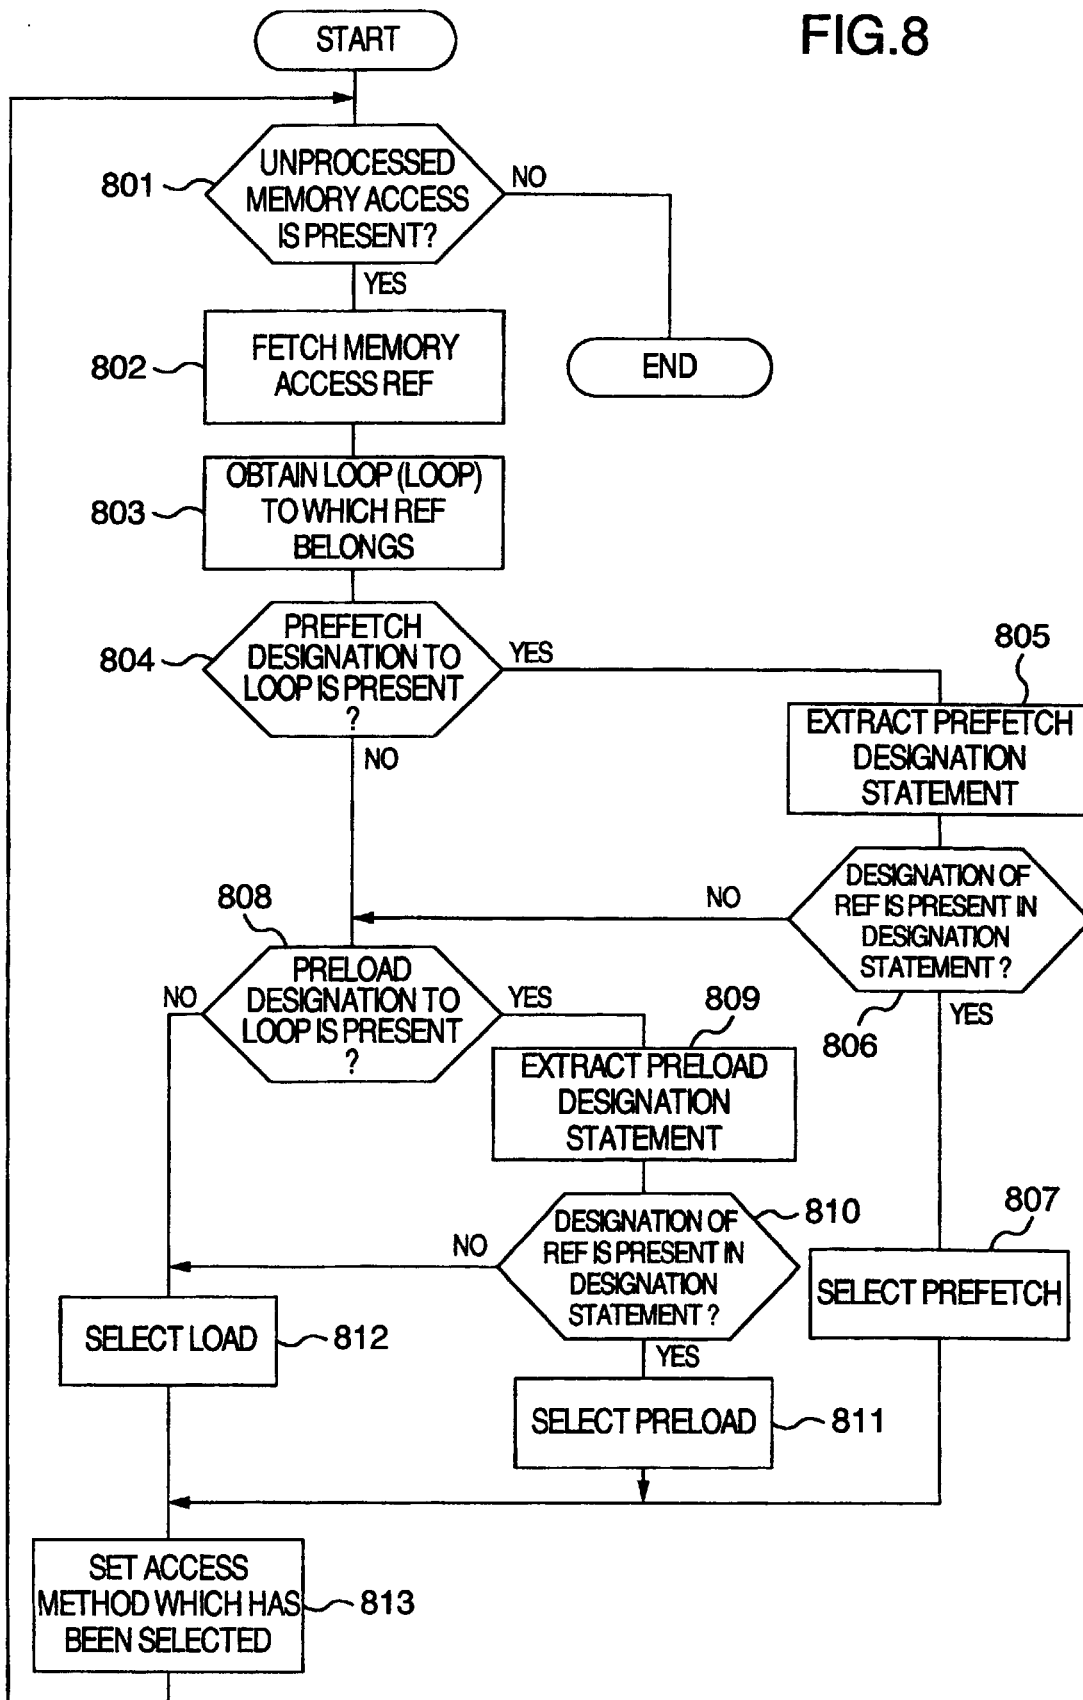 FIG.8
START
801
UNPROCESSED
MEMORY ACCESS
IS PRESENT?
NO
YES
802
FETCH MEMORY
ACCESS REF
END
803
OBTAIN LOOP (LOOP)
TO WHICH REF
BELONGS
804
PREFETCH
DESIGNATION TO
LOOP IS PRESENT
?
YES
NO
805
EXTRACT PREFETCH
DESIGNATION
STATEMENT
DESIGNATION OF
REF IS PRESENT IN
DESIGNATION
STATEMENT ?
NO
YES
806
808
PRELOAD
DESIGNATION TO
LOOP IS PRESENT
?
NO
YES
809
EXTRACT PRELOAD
DESIGNATION
STATEMENT
810
DESIGNATION OF
REF IS PRESENT IN
DESIGNATION
STATEMENT ?
NO
YES
807
SELECT PREFETCH
SELECT LOAD
812
SELECT PRELOAD
811
SET ACCESS
METHOD WHICH HAS
BEEN SELECTED
813